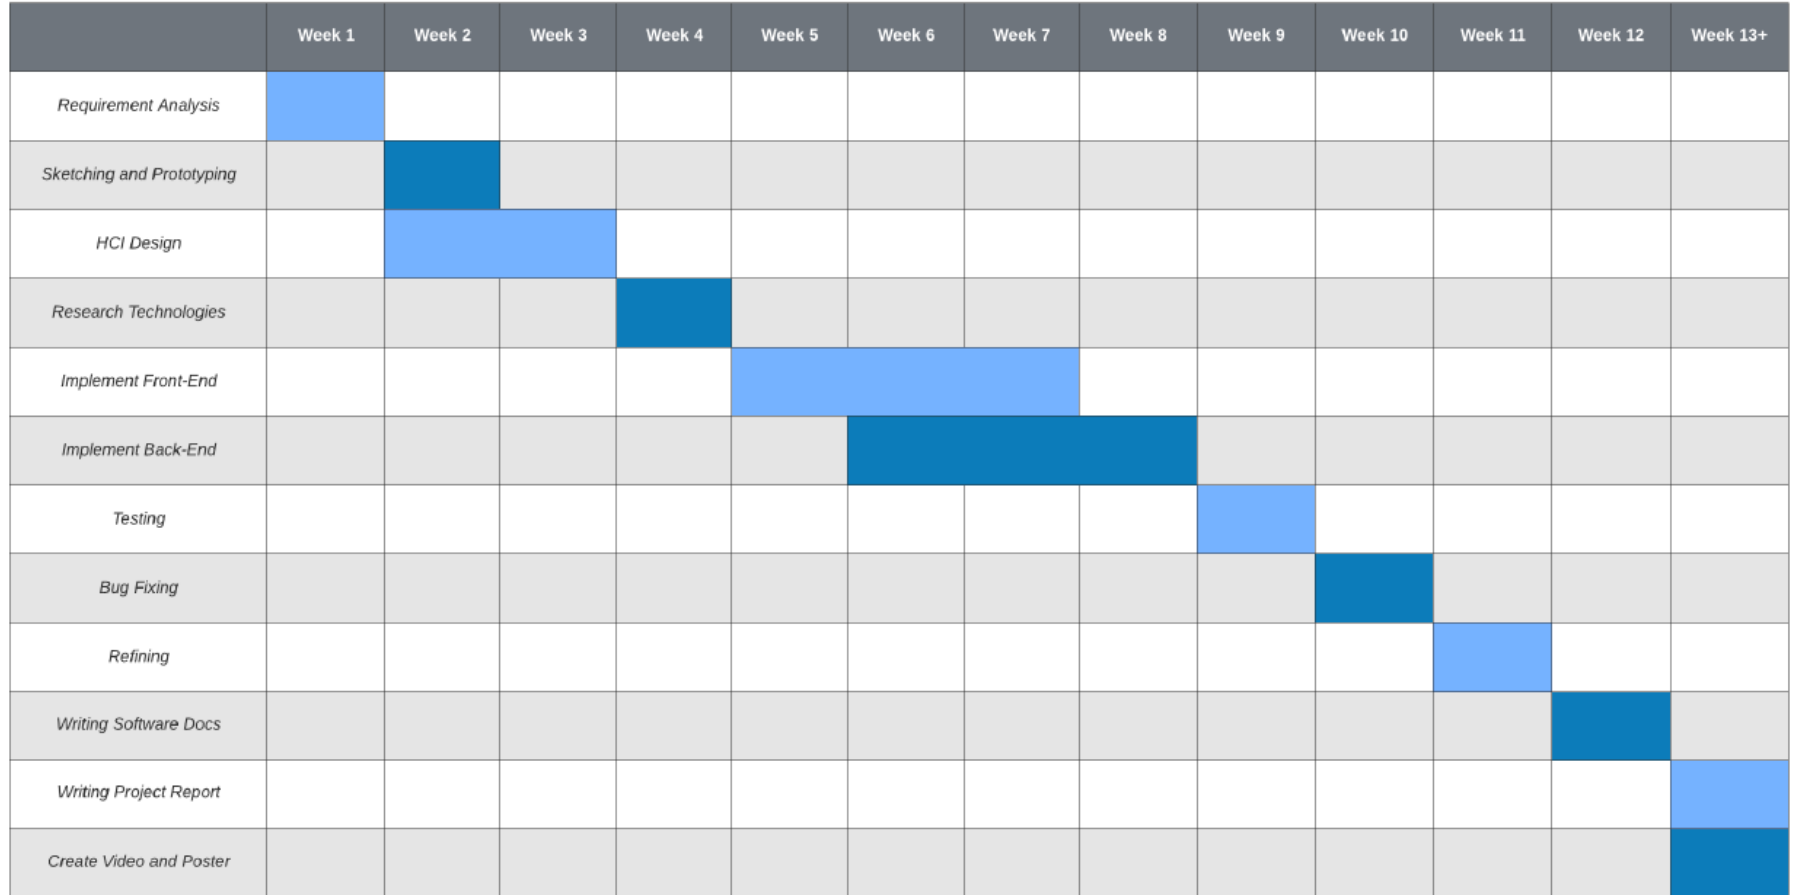 Week 1 Week 2 Week 3 Week 4 Week 5 Week 6 Week 7 Week 8 Week 9 Week 10 Week 11 Week 12 Week 13+
Requirement Analysis
Sketching and Prototyping
HCI Design
Research Technologies
Implement Front-End
Implement Back-End
Testing
Bug Fixing
Refining
Writing Software Docs
Writing Project Report
Create Video and Poster